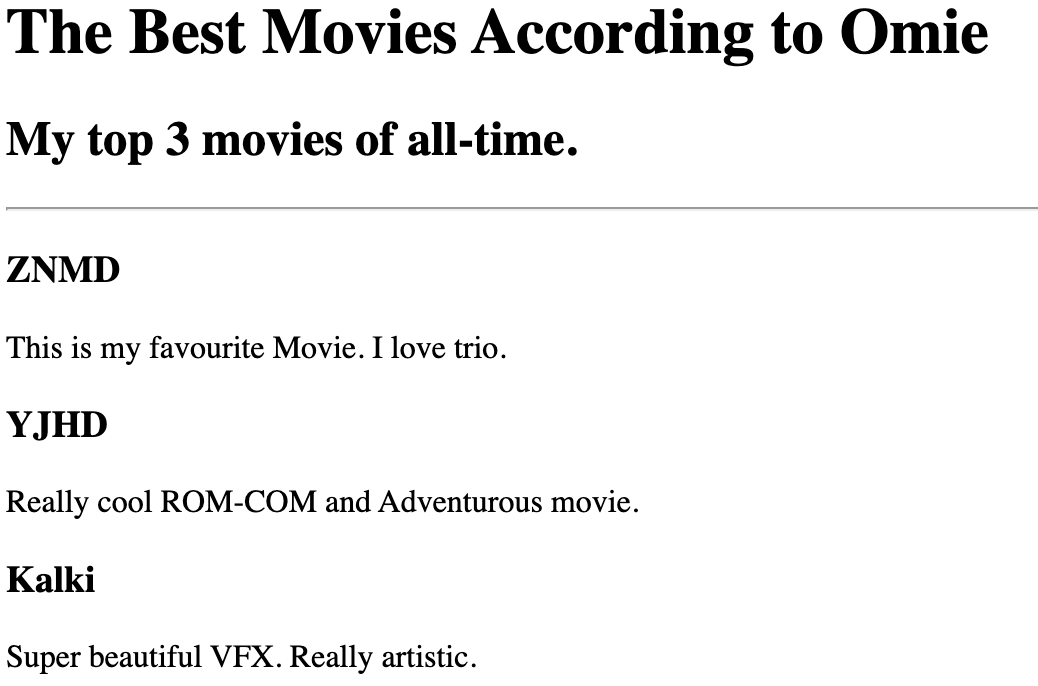 The Best Movies According to Omie
My top 3 movies of all-time.
ZNMD
This is my favourite Movie. I love trio.
YJHD
Really cool ROM-COM and Adventurous movie.
Kalki
Super beautiful VFX. Really artistic.